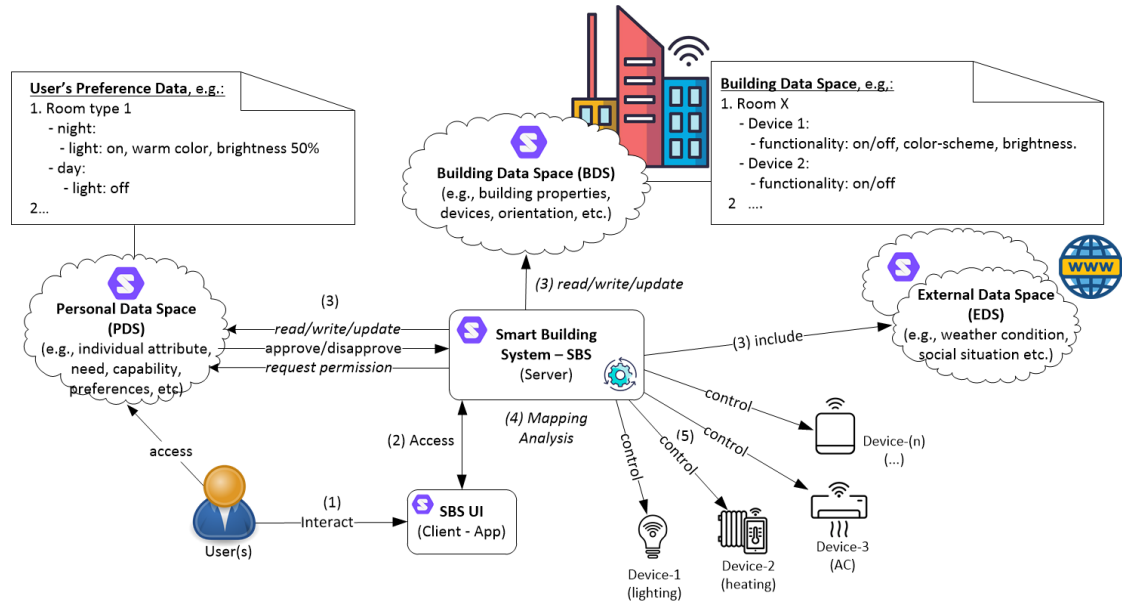 User's Preference Data, e.g.:
1. Room type 1
- night:
- light: on, warm color, brightness 50%
- day:
- light: off
2...
Building Data Space, e.g,:
1. Room X
- Device 1:
- functionality: on/off, color-scheme, brightness.
- Device 2:
- functionality: on/off
2 ....
Building Data Space (BDS)
(e.g., building properties,
devices, orientation, etc.)
WWW
External Data Space
(EDS)
(e.g., weather condition,
social situation etc.)
Personal Data Space
(PDS)
(e.g., individual attribute,
need, capability,
preferences, etc)
(3)
read/write/update
approve/disapprove
request permission
(3) read/write/update
Smart Building
System – SBS
(Server)
(3) include
(4) Mapping
Analysis
(2) Access
access
(1)
Interact
User(s)
SBS UI
(Client - App)
control
control
(5)
control
control
Device-(n)
(...)
Device-1
(lighting)
Device-2
(heating)
Device-3
(AC)